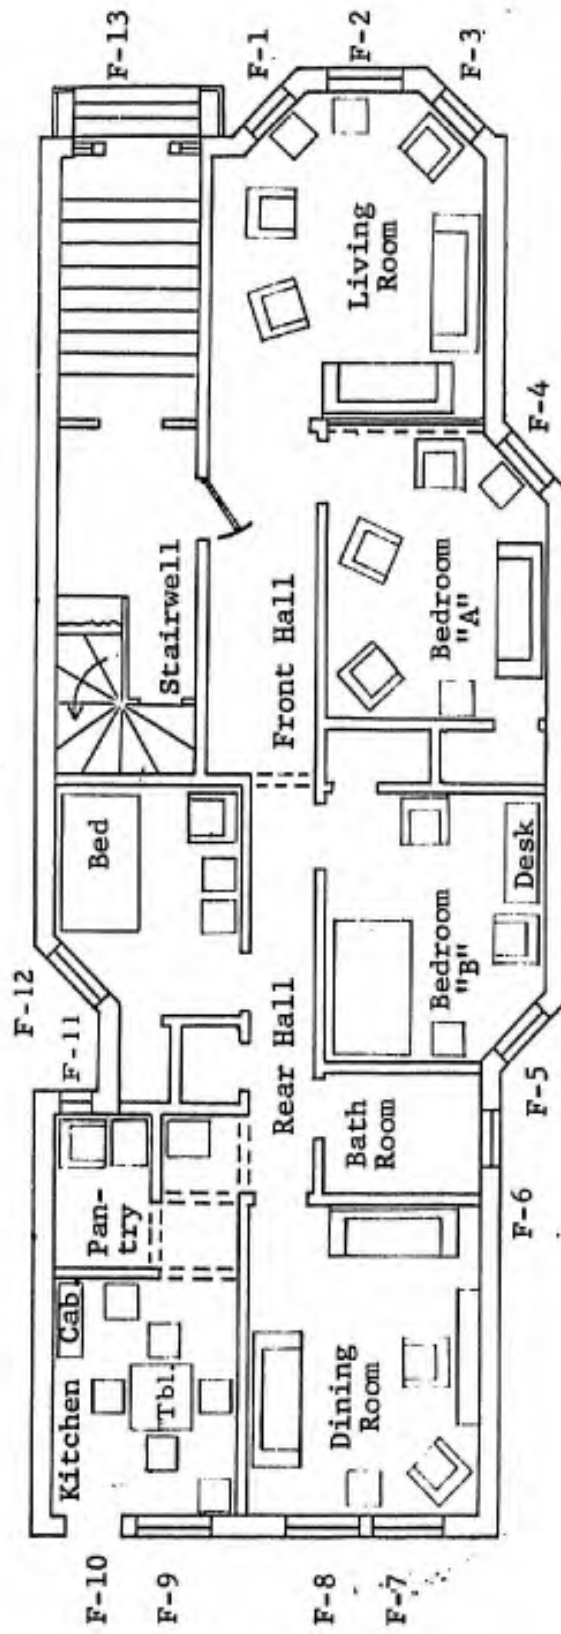 F-13
F-1
F-2
F-3
F-4
F-5
F-6
F-7
F-8
F-9
F-10
F-11
F-12
Living
Room
Stairwell
Front Hall
Bedroom
"A"
Bed
Desk
Bedroom
"B"
Rear Hall
Bath
Room
Pan-
try
Cab
Kitchen
Tbl.
Dining
Room